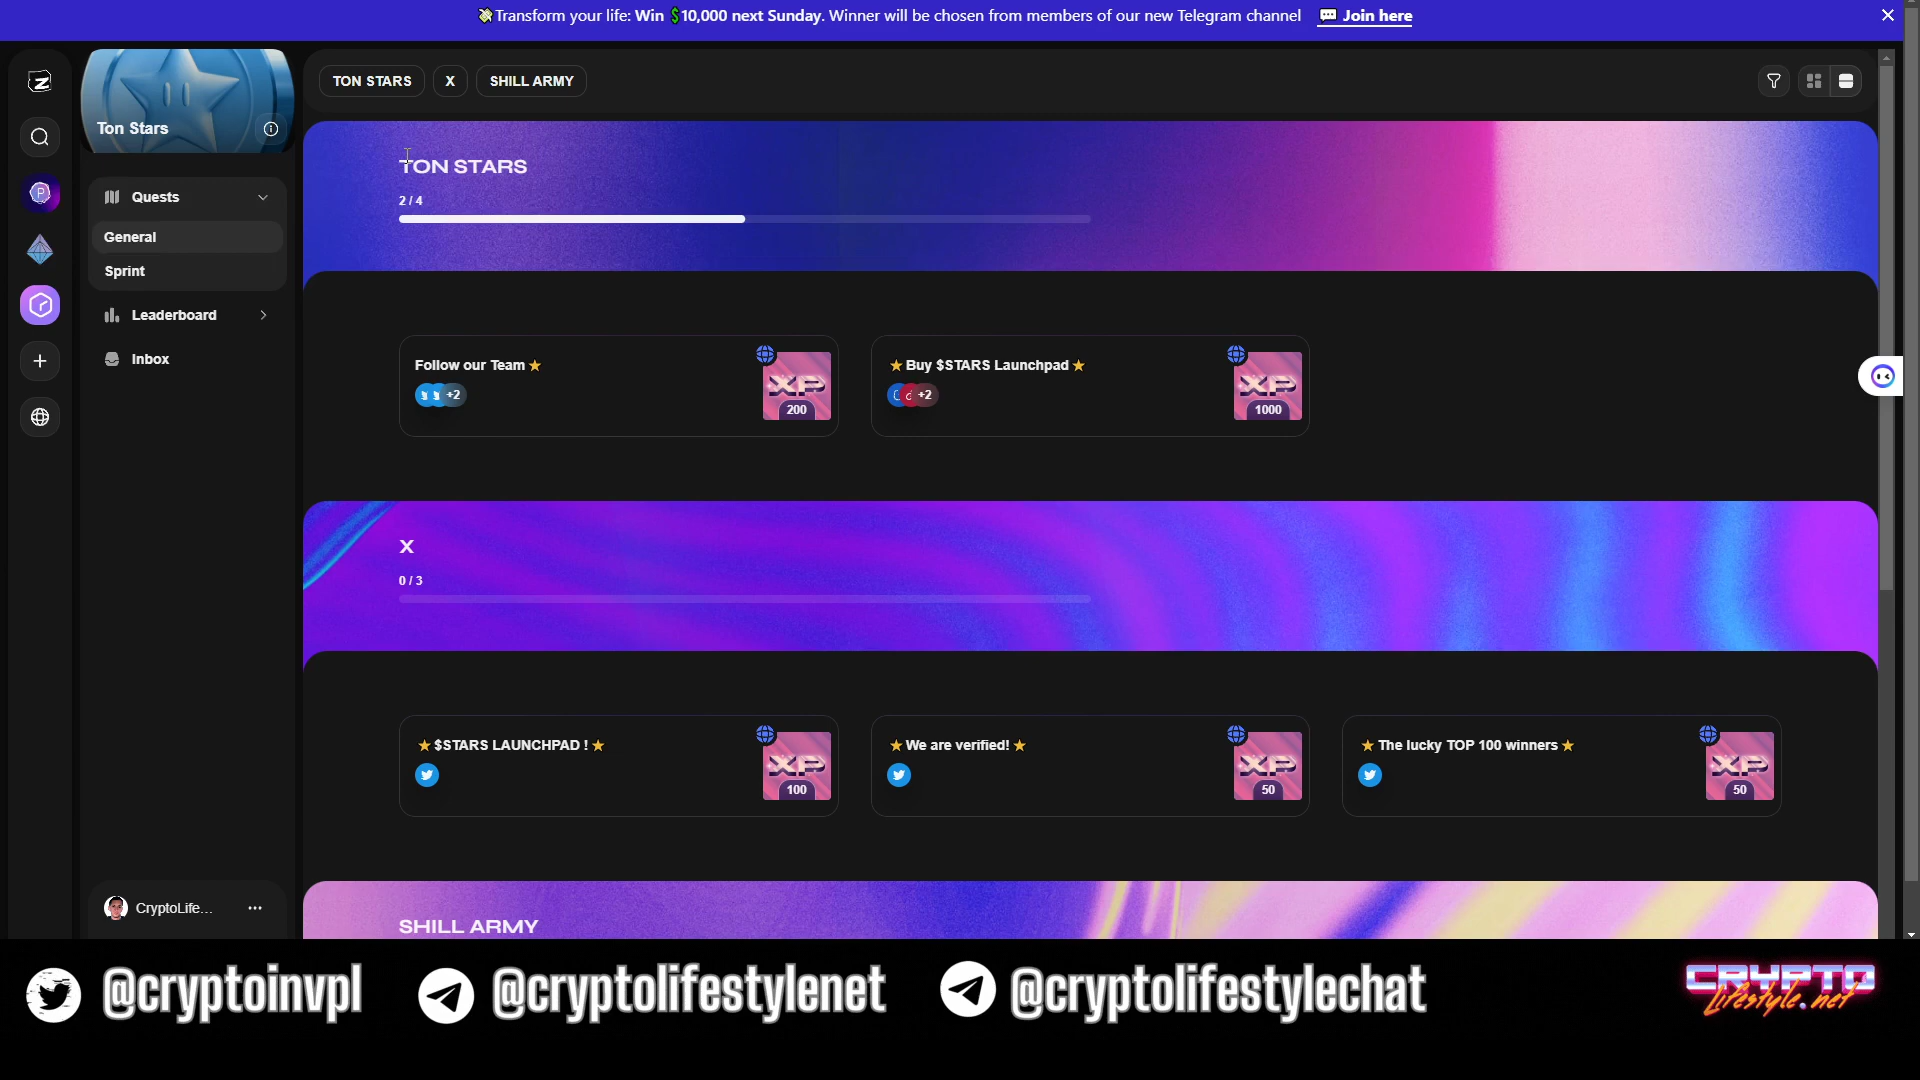 💸Transform your life: Win 💲10,000 next Sunday. Winner will be chosen from members of our new Telegram channel 💬 Join here
Ton Stars
Quests
General
Sprint
Leaderboard
Inbox
CryptoLife...
TON STARS
X
SHILL ARMY
TON STARS
2 / 4
Follow our Team ⭐
+2
XP
200
⭐ Buy $STARS Launchpad ⭐
+2
XP
1000
X
0 / 3
⭐ $STARS LAUNCHPAD ! ⭐
XP
100
⭐ We are verified! ⭐
XP
50
⭐ The lucky TOP 100 winners ⭐
XP
50
SHILL ARMY
@cryptoinvpl
@cryptolifestylenet
@cryptolifestylechat
CRYPTO
lifestyle.net